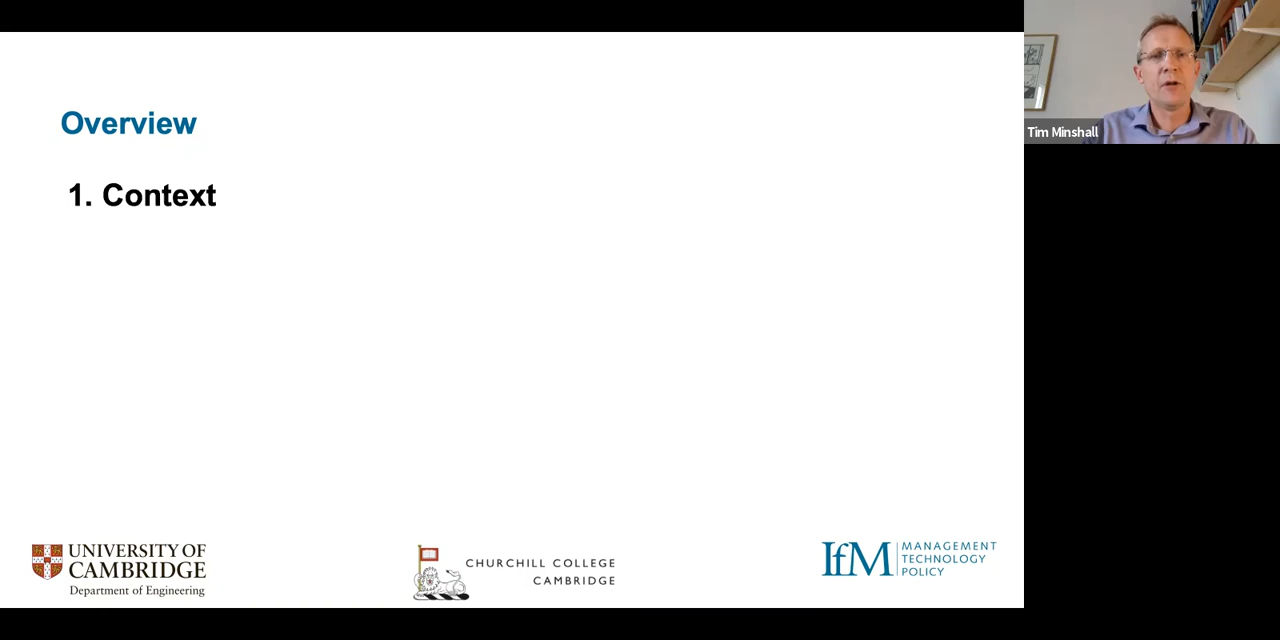 Overview
1. Context
Tim Minshall
UNIVERSITY OF
CAMBRIDGE
Department of Engineering
CHURCHILL COLLEGE
CAMBRIDGE
IfM
MANAGEMENT
TECHNOLOGY
POLICY